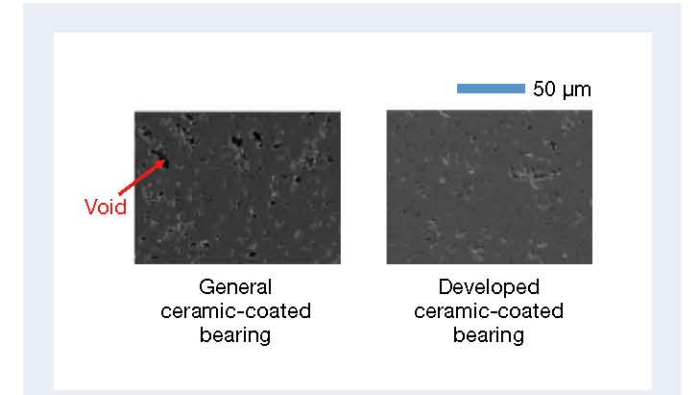 50 µm
Void
General
ceramic-coated
bearing
Developed
ceramic-coated
bearing